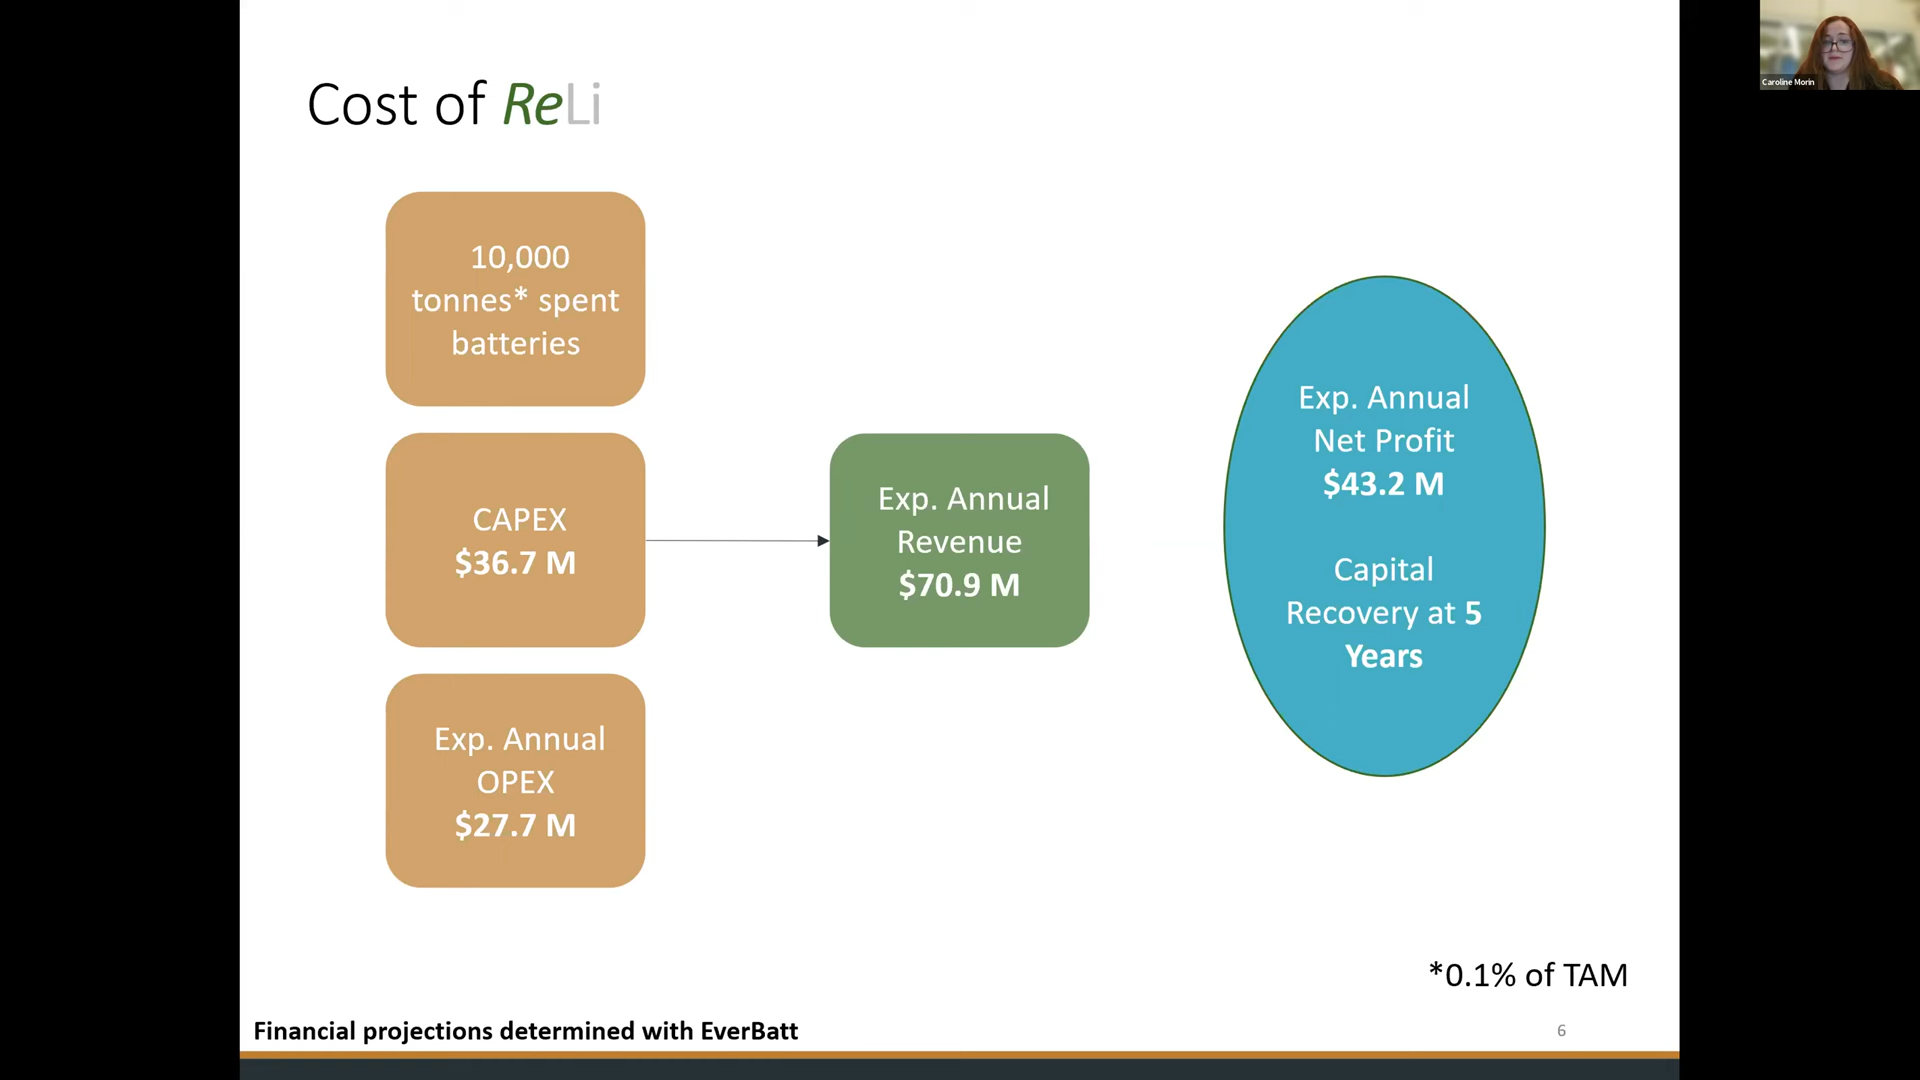 Cost of ReLi
10,000
tonnes* spent
batteries
CAPEX
$36.7 M
Exp. Annual
OPEX
$27.7 M
Exp. Annual
Revenue
$70.9 M
Exp. Annual
Net Profit
$43.2 M
Capital
Recovery at 5
Years
*0.1% of TAM
Financial projections determined with EverBatt
6
Caroline Morin